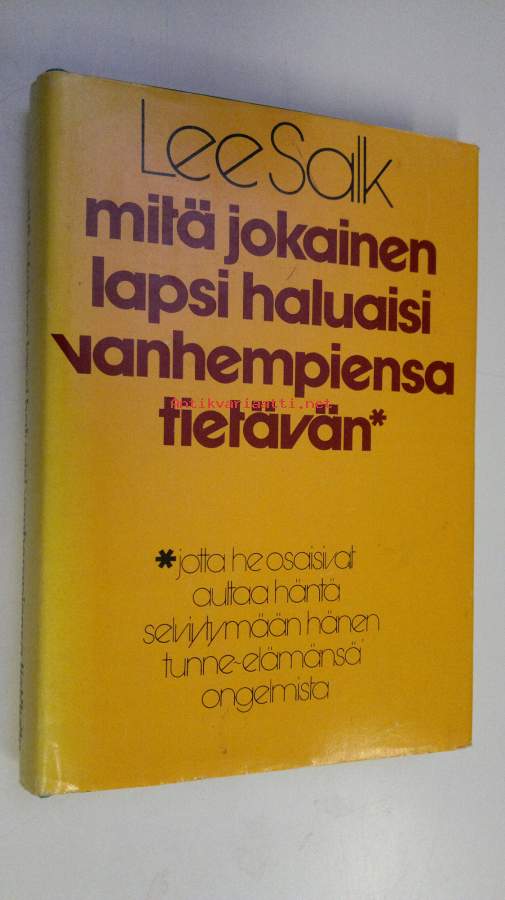 Lee Salk
mitä jokainen
lapsi haluaisi
vanhempiensa
tietävän*
Antikvariaatti.net
*jotta he osaisivat
auttaa häntä
selviytymään hänen
tunne-elämänsä
ongelmista